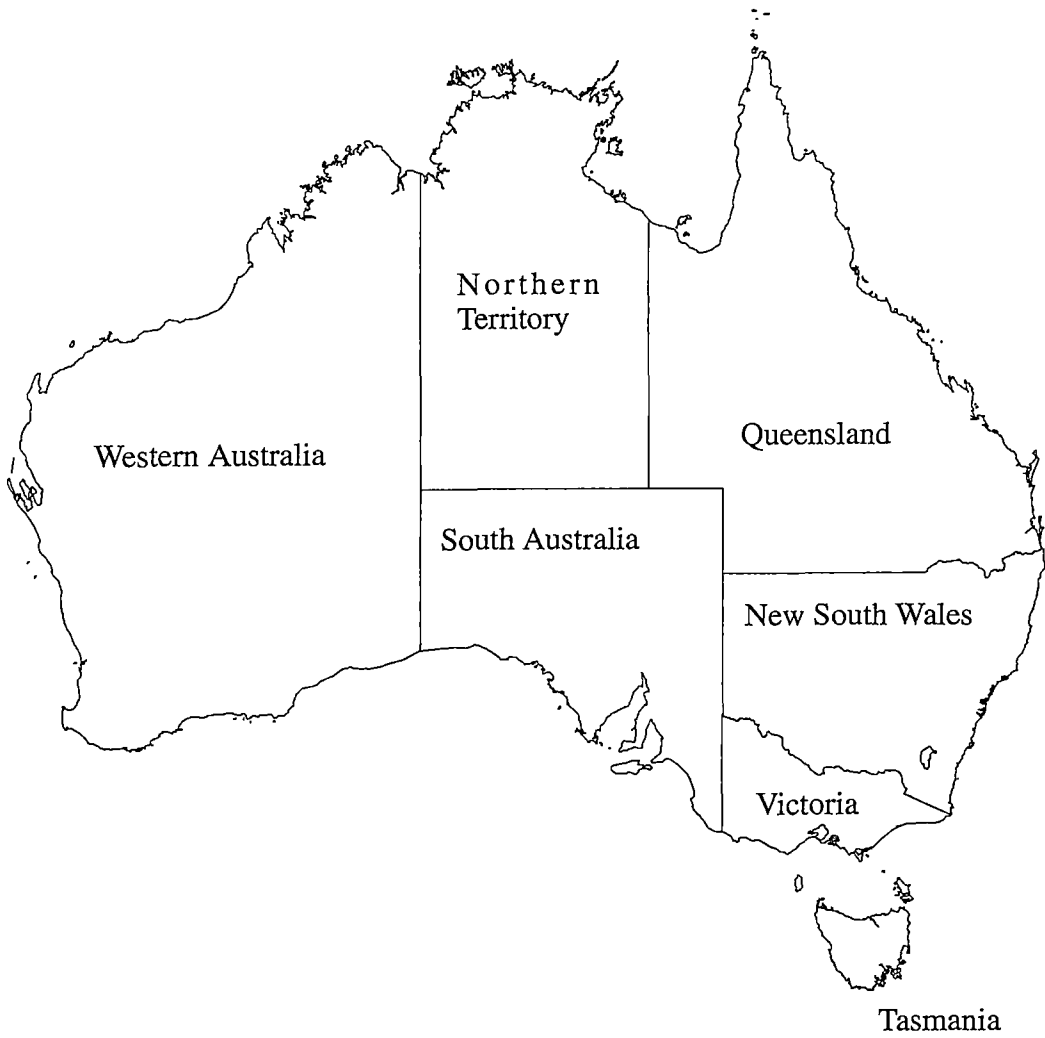 Northern
Territory
Queensland
Western Australia
South Australia
New South Wales
Victoria
Tasmania